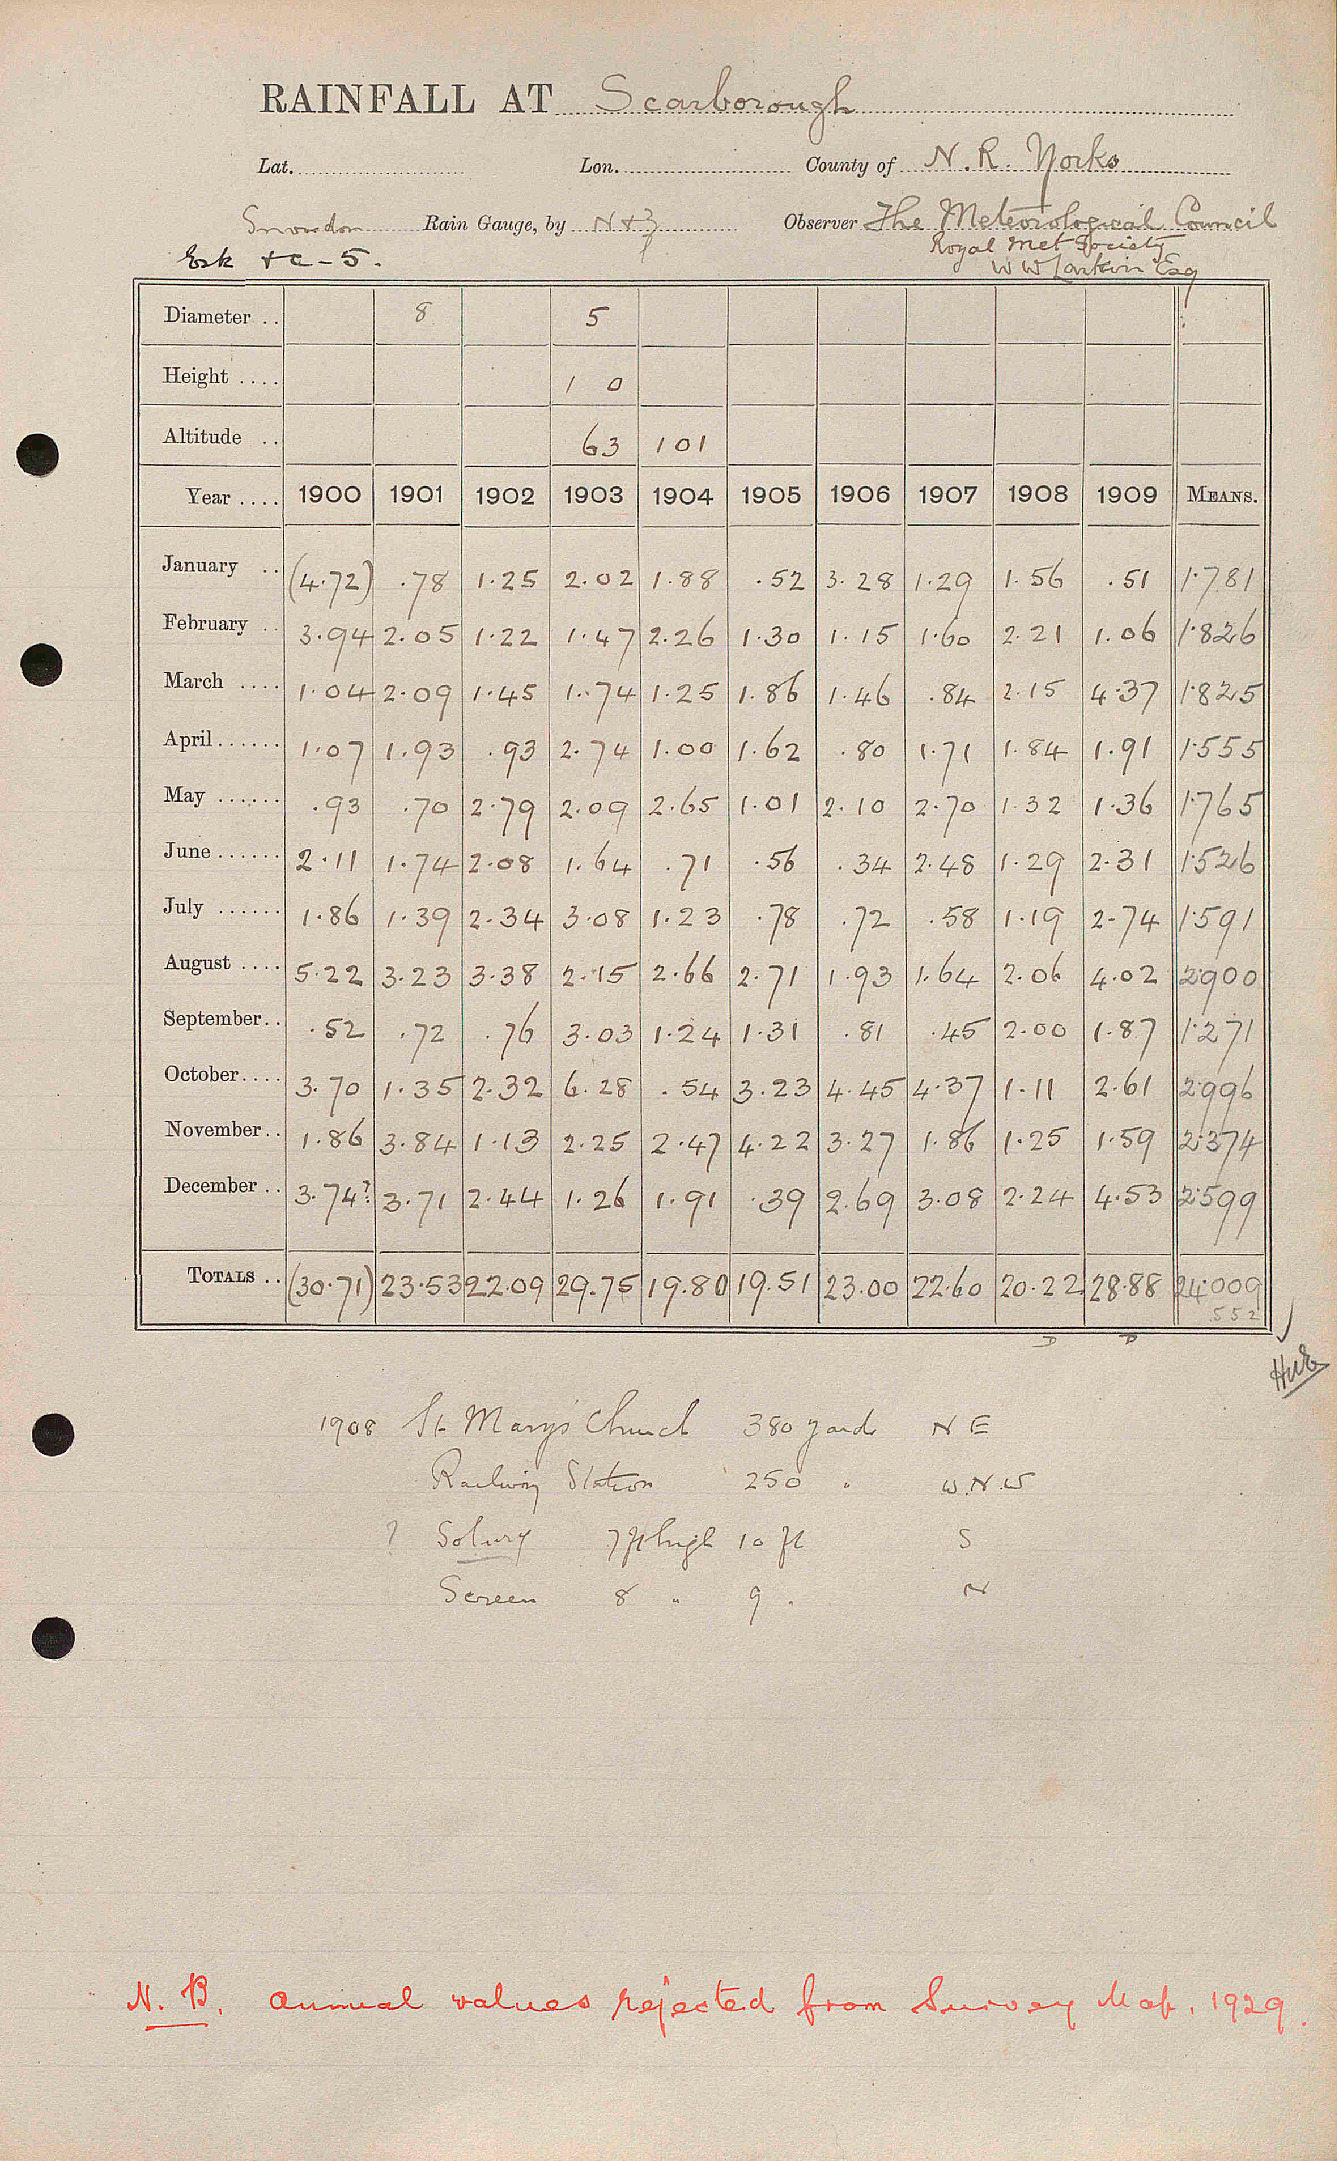 RAINFALL AT Scarborough
Lat. Lon. County of N. R. Yorks
Snowdon Rain Gauge, by N & Z Observer The Meteorological Council
Royal Met Society
Esk + c - 5. W W Larkin Esq
Diameter .. 8 5
Height .... 1 0
Altitude .. 63 101
Year .... 1900 1901 1902 1903 1904 1905 1906 1907 1908 1909 MEANS.
January .. (4.72) .78 1.25 2.02 1.88 .52 3.28 1.29 1.56 .51 1.781
February .. 3.94 2.05 1.22 1.47 2.26 1.30 1.15 1.60 2.21 1.06 1.826
March .... 1.04 2.09 1.45 1.74 1.25 1.86 1.46 .84 2.15 4.37 1.825
April ...... 1.07 1.93 .93 2.74 1.00 1.62 .80 1.71 1.84 1.91 1.555
May ...... .93 .70 2.79 2.09 2.65 1.01 2.10 2.70 1.32 1.36 1.765
June ...... 2.11 1.74 2.08 1.64 .71 .56 .34 2.48 1.29 2.31 1.526
July ...... 1.86 1.39 2.34 3.08 1.23 .78 .72 .58 1.19 2.74 1.591
August .... 5.22 3.23 3.38 2.15 2.66 2.71 1.93 1.64 2.06 4.02 2.900
September .. .52 .72 .76 3.03 1.24 1.31 .81 .45 2.00 1.87 1.271
October .... 3.70 1.35 2.32 6.28 .54 3.23 4.45 4.37 1.11 2.61 2.996
November .. 1.86 3.84 1.13 2.25 2.47 4.22 3.27 1.86 1.25 1.59 2.374
December .. 3.74? 3.71 2.44 1.26 1.91 .39 2.69 3.08 2.24 4.53 2.599
TOTALS .. (30.71) 23.53 22.09 29.75 19.80 19.51 23.00 22.60 20.22 28.88 24.009
.552
D D
1908 St. Mary's Church 380 yards N E
Railway Station 250 " W.N.W
? 7 ft high 10 ft S
Screen 8 " 9 . N
N. B. Annual values rejected from Survey Map. 1929.